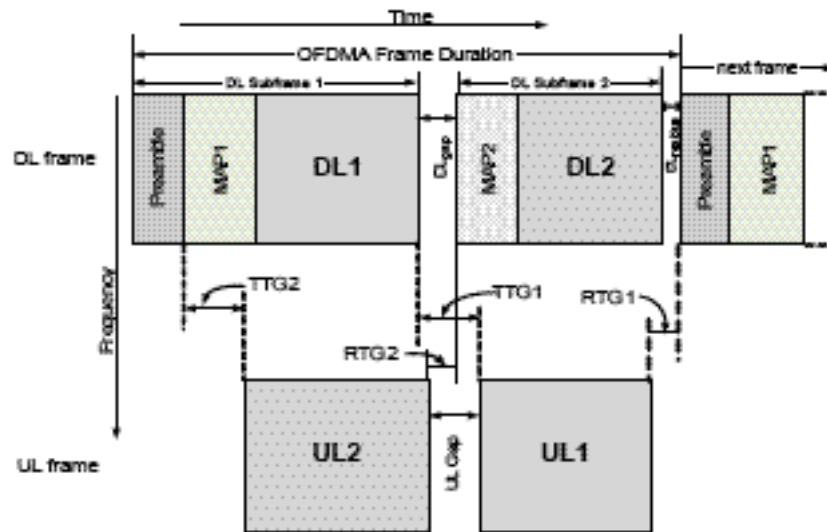 Time
OFDMA Frame Duration
DL Subframe 1
DL Subframe 2
next frame
DL frame
Preamble
MAP1
DL1
DLgap
MAP2
DL2
Preamble
MAP1
TTG2
TTG1
RTG1
RTG2
Frequency
UL frame
UL2
UL Gap
UL1